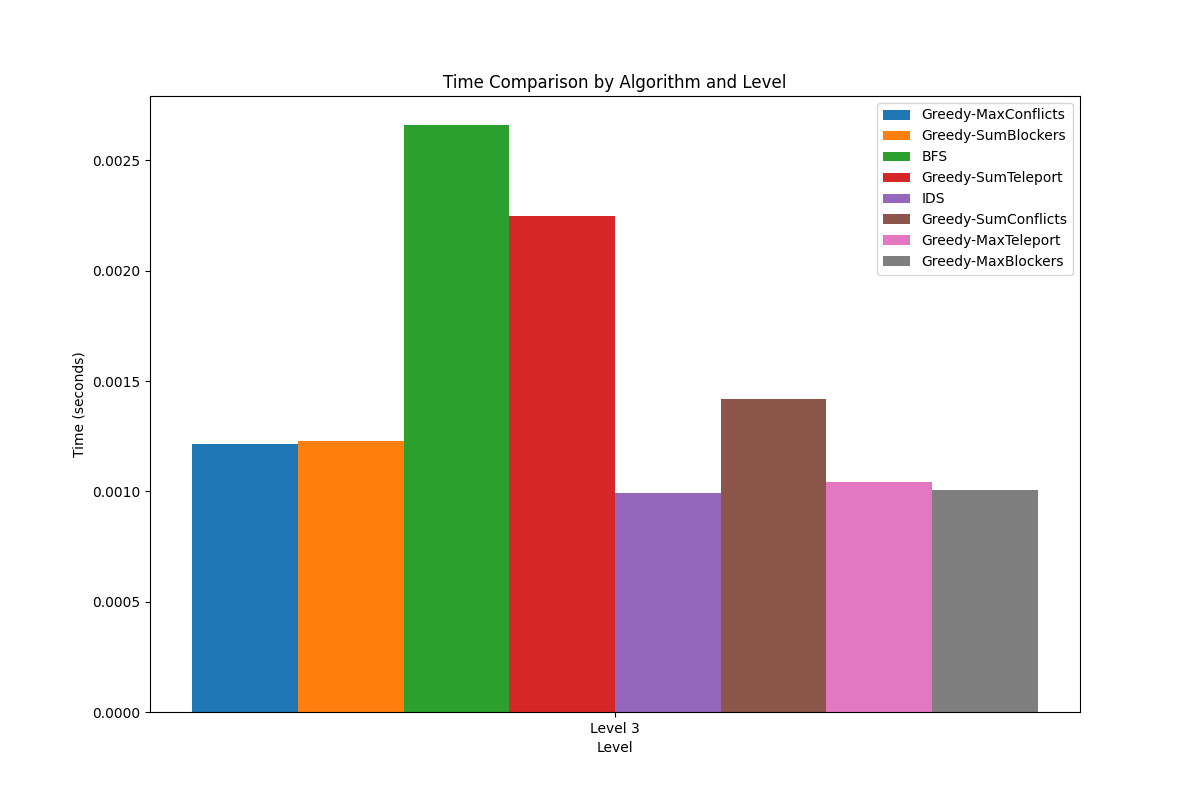 Time Comparison by Algorithm and Level
Greedy-MaxConflicts
Greedy-SumBlockers
BFS
Greedy-SumTeleport
IDS
Greedy-SumConflicts
Greedy-MaxTeleport
Greedy-MaxBlockers
Time (seconds)
0.0025
0.0020
0.0015
0.0010
0.0005
0.0000
Level 3
Level